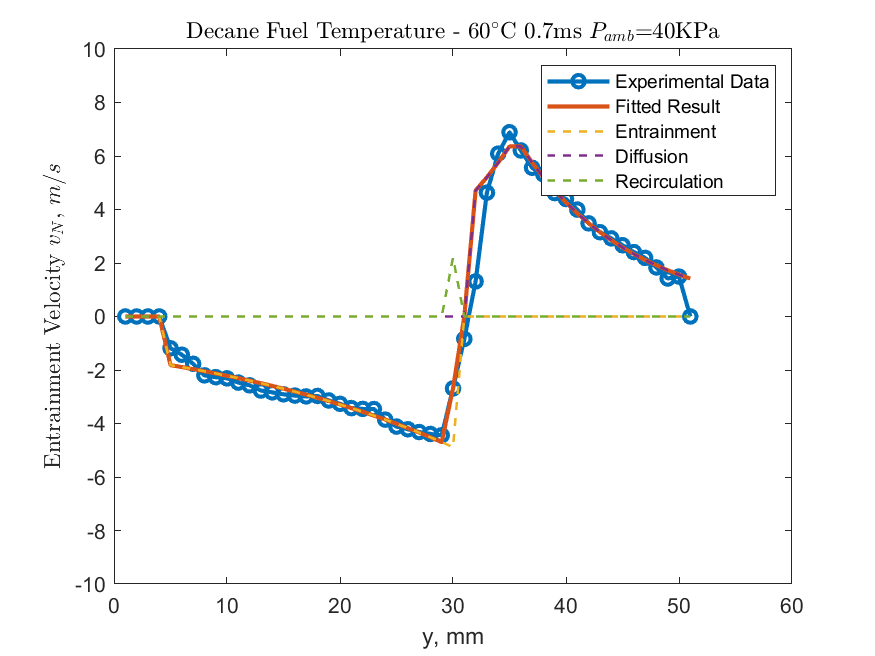 Decane Fuel Temperature - 60°C 0.7ms P_amb=40KPa
Experimental Data
Fitted Result
Entrainment
Diffusion
Recirculation
Entrainment Velocity v_N, m/s
10
8
6
4
2
0
-2
-4
-6
-8
-10
0 10 20 30 40 50 60
y, mm